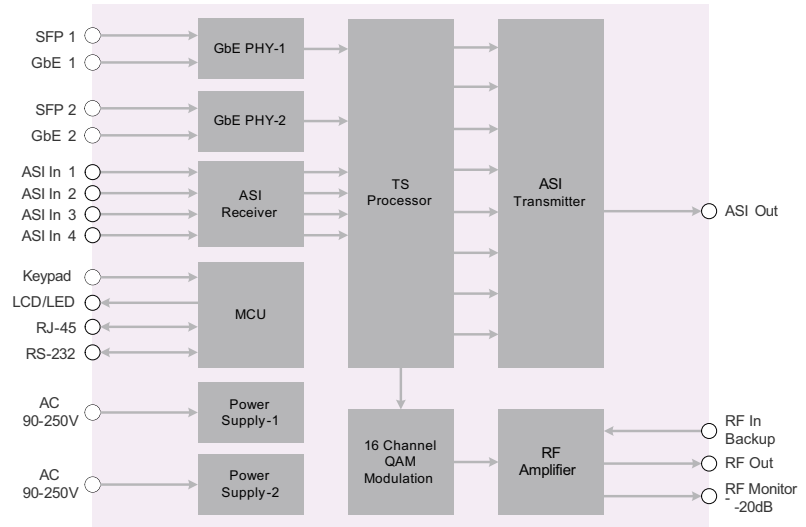 SFP 1
GbE 1
GbE PHY-1
SFP 2
GbE 2
GbE PHY-2
ASI In 1
ASI In 2
ASI In 3
ASI In 4
ASI
Receiver
TS
Processor
ASI
Transmitter
ASI Out
Keypad
LCD/LED
RJ-45
RS-232
MCU
AC
90-250V
Power
Supply-1
AC
90-250V
Power
Supply-2
16 Channel
QAM
Modulation
RF
Amplifier
RF In
Backup
RF Out
RF Monitor
- -20dB